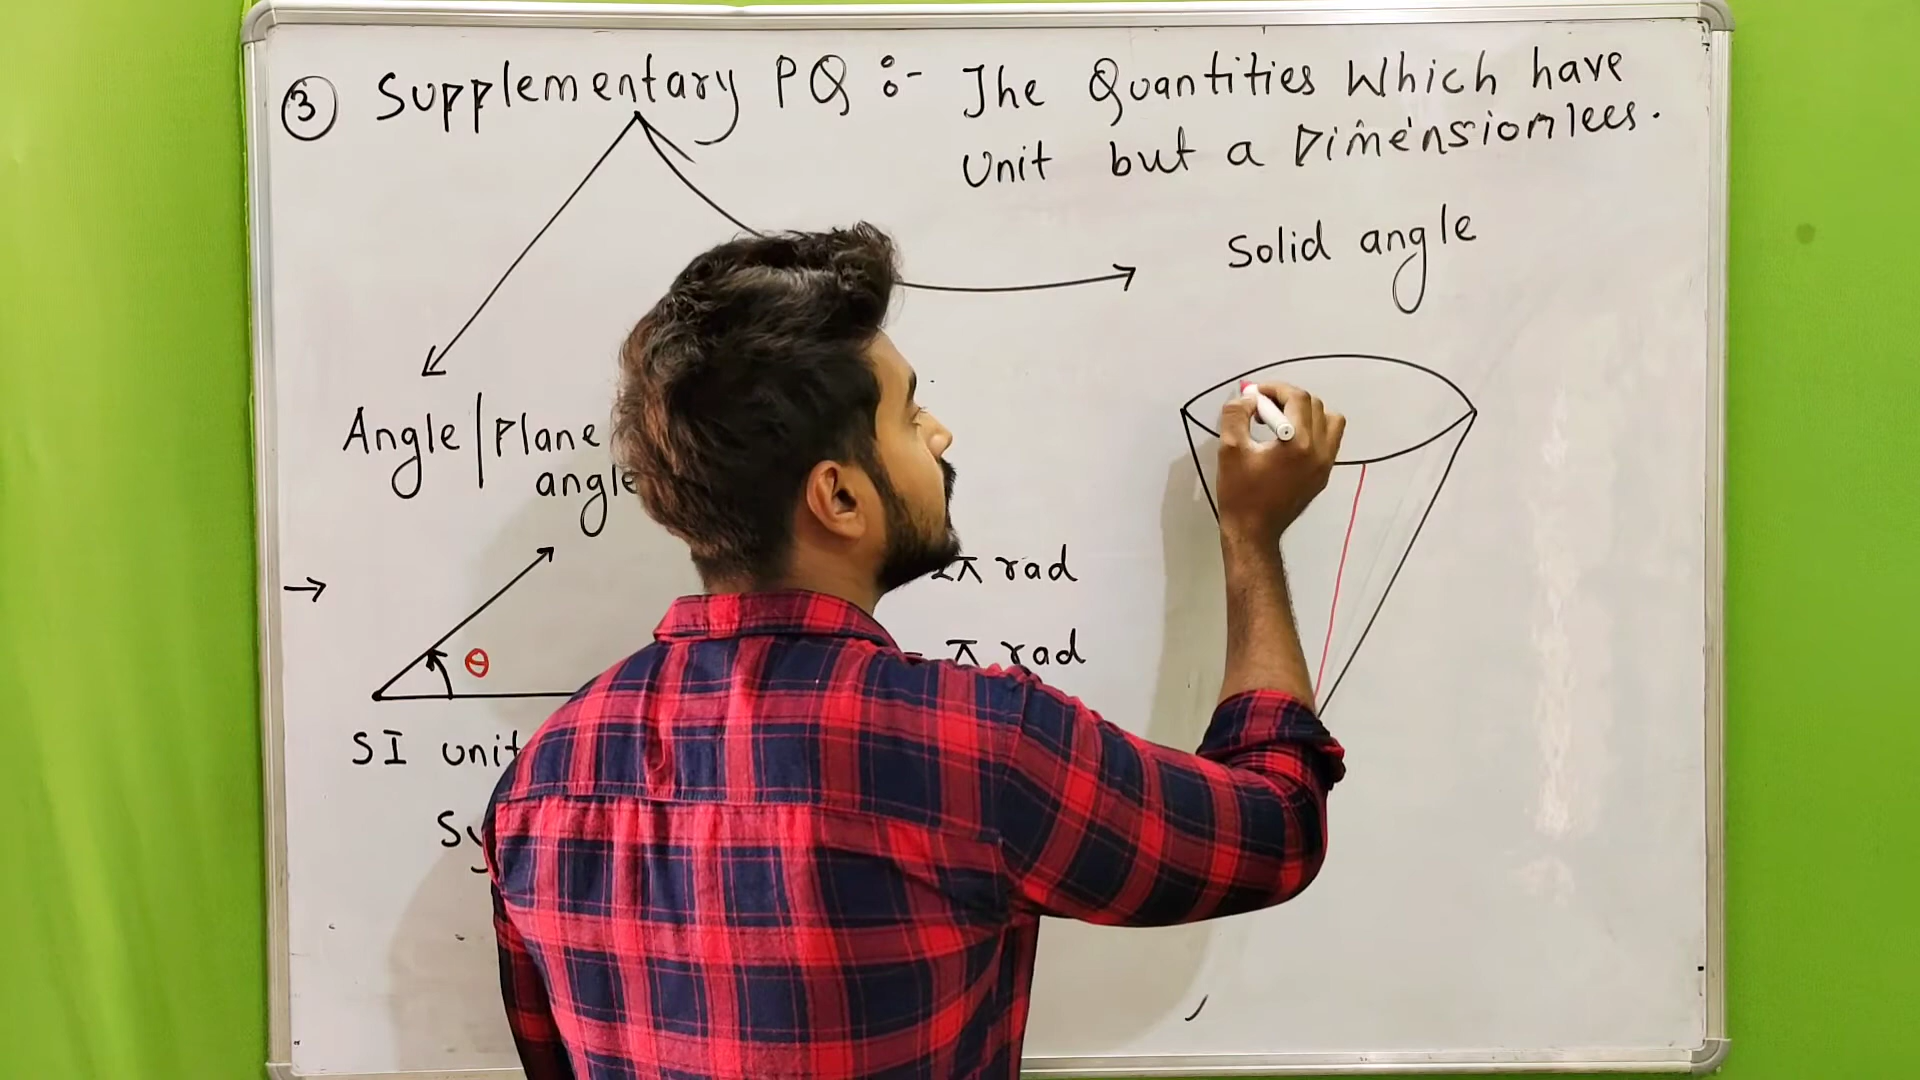 ③ Supplementary PQ :- The Quantities Which have
Unit but a Dimensionlees.
Solid angle
Angle/Plane
angle
2π rad
→
θ
- π rad
SI unit
Sy